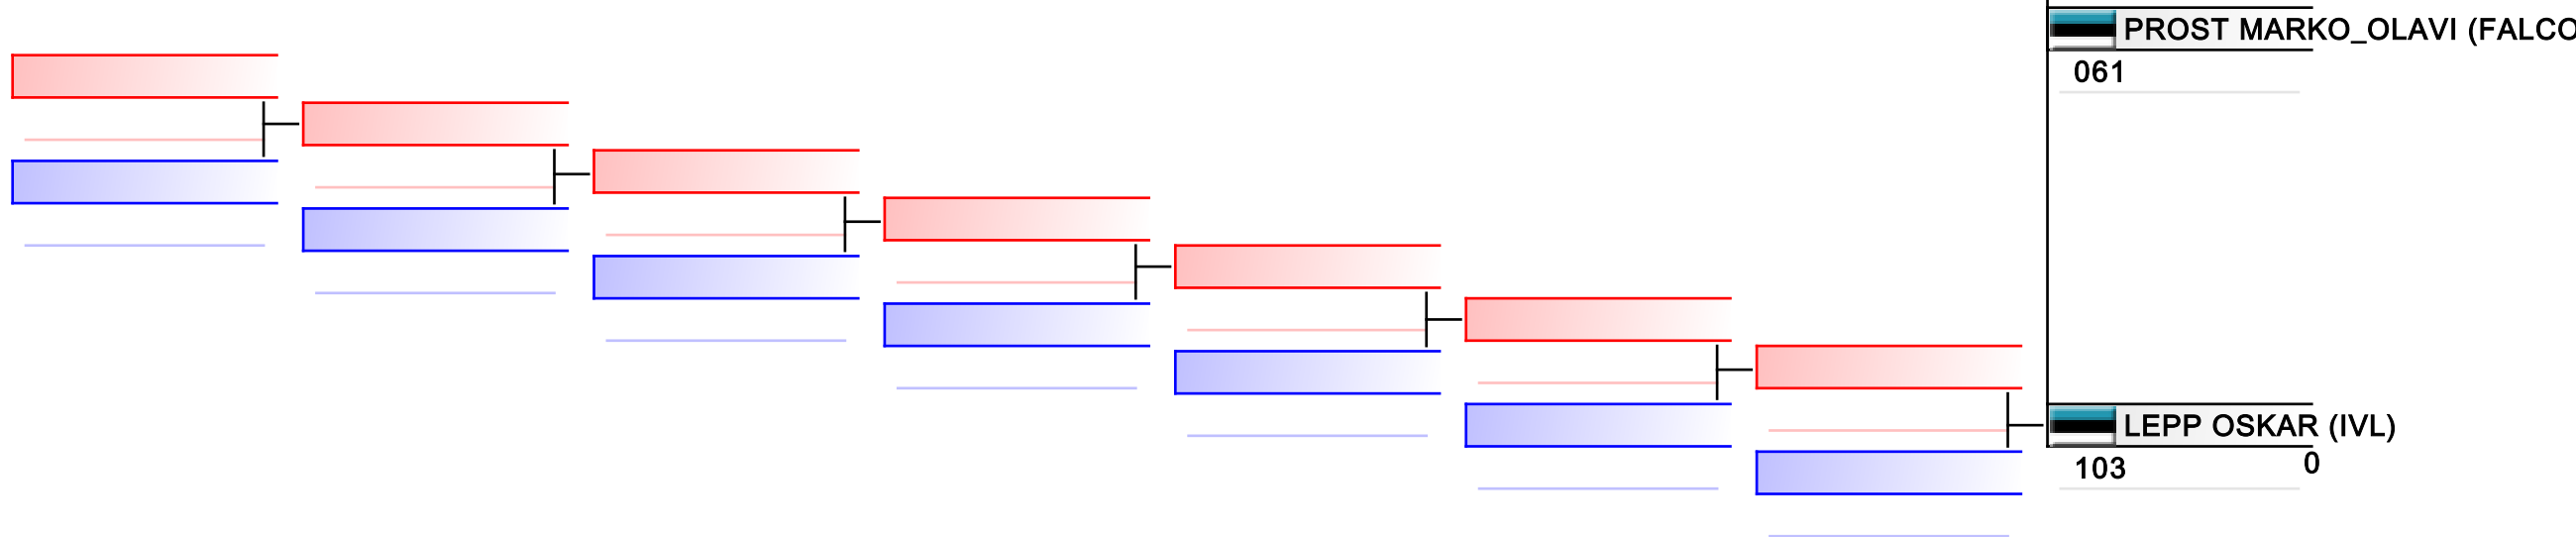 PROST MARKO_OLAVI (FALCO
061
LEPP OSKAR (IVL)
103 0